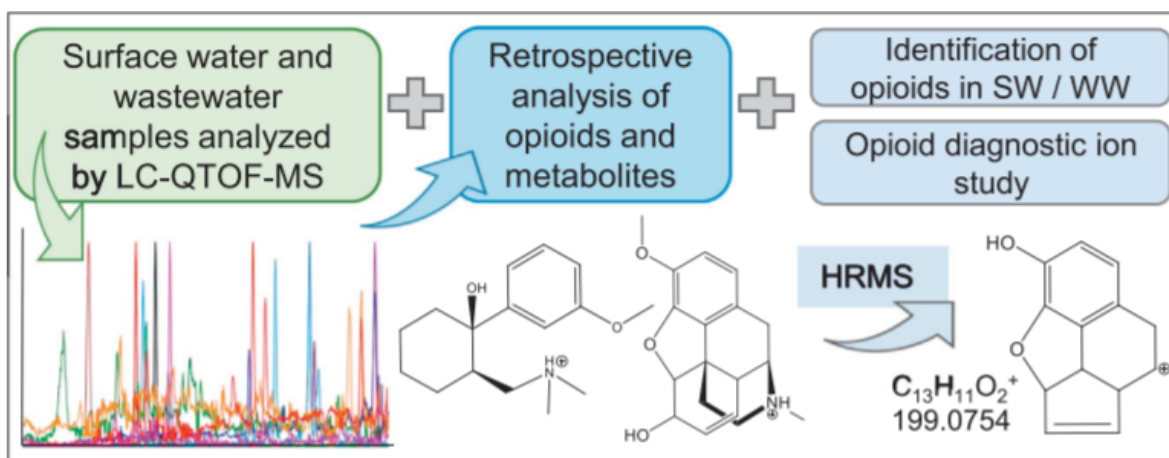 Surface water and
wastewater
samples analyzed
by LC-QTOF-MS
Retrospective
analysis of
opioids and
metabolites
Identification of
opioids in SW / WW
Opioid diagnostic ion
study
OH
O
H⊕
N
O
O
HO
NH
⊕
HRMS
C₁₃H₁₁O₂⁺
199.0754
HO
O
⊕